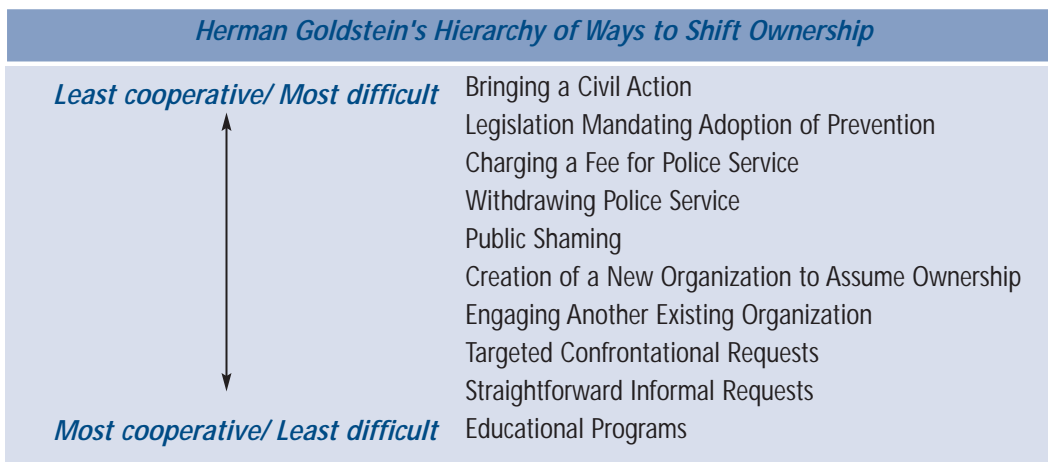 Herman Goldstein's Hierarchy of Ways to Shift Ownership
Least cooperative/ Most difficult
Bringing a Civil Action
Legislation Mandating Adoption of Prevention
Charging a Fee for Police Service
Withdrawing Police Service
Public Shaming
Creation of a New Organization to Assume Ownership
Engaging Another Existing Organization
Targeted Confrontational Requests
Straightforward Informal Requests
Most cooperative/ Least difficult
Educational Programs